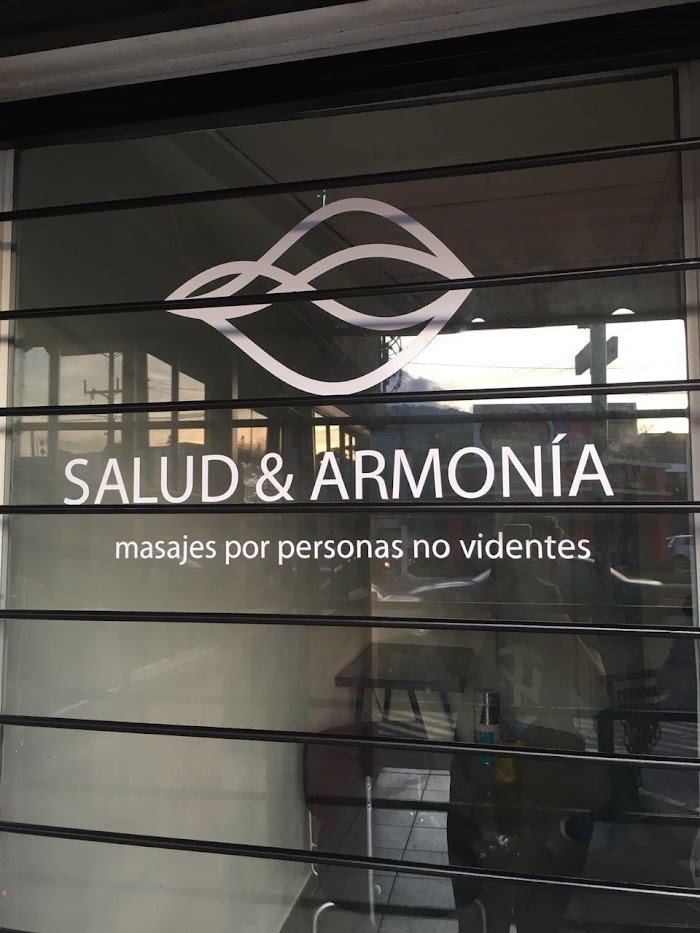 SALUD & ARMONÍA
masajes por personas no videntes